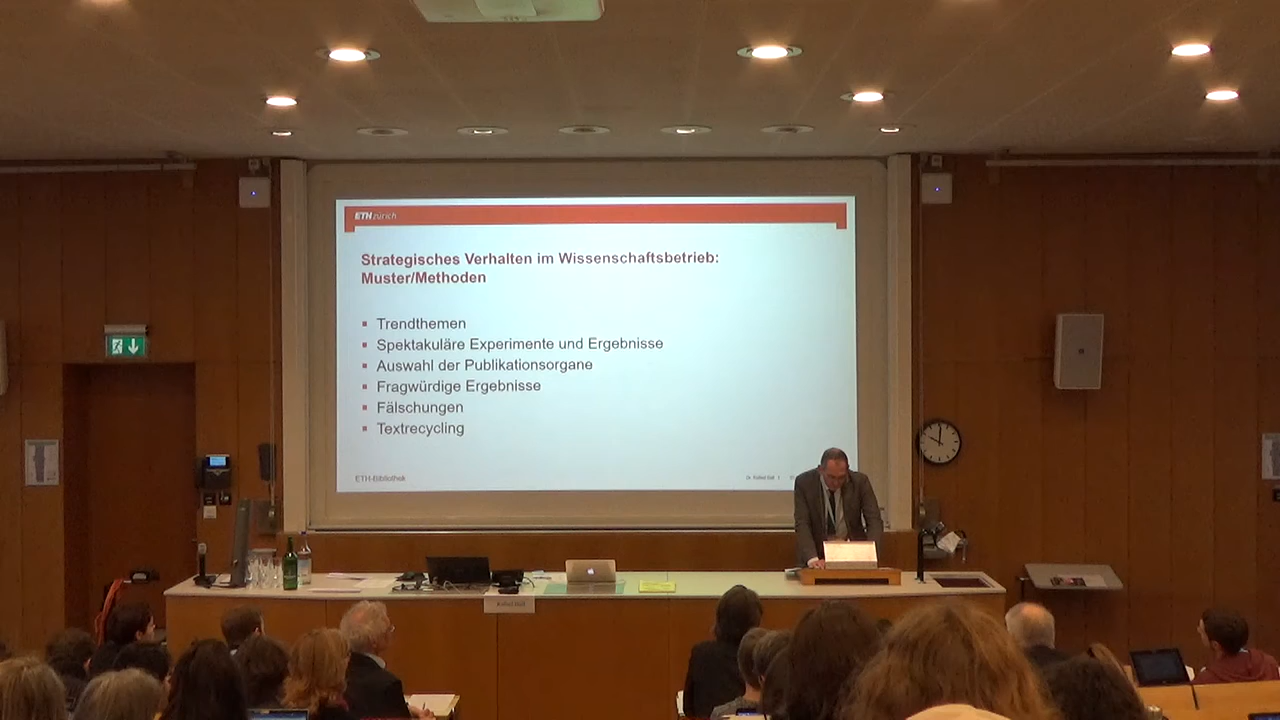 ETH zürich
Strategisches Verhalten im Wissenschaftsbetrieb:
Muster/Methoden
Trendthemen
Spektakuläre Experimente und Ergebnisse
Auswahl der Publikationsorgane
Fragwürdige Ergebnisse
Fälschungen
Textrecycling
ETH-Bibliothek